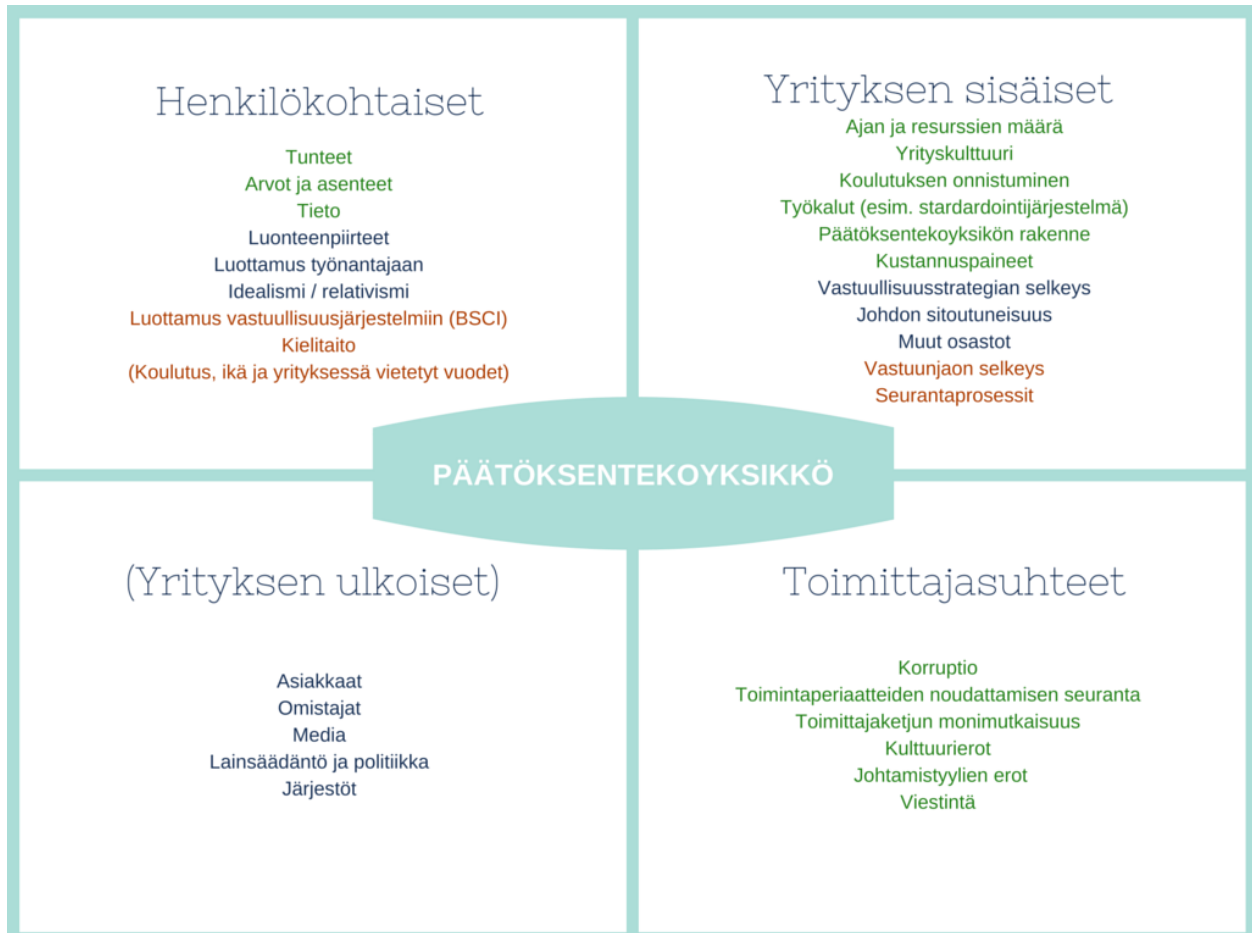 Henkilökohtaiset
Tunteet
Arvot ja asenteet
Tieto
Luonteenpiirteet
Luottamus työnantajaan
Idealismi / relativismi
Luottamus vastuullisuusjärjestelmiin (BSCI)
Kielitaito
(Koulutus, ikä ja yrityksessä vietetyt vuodet)
Yrityksen sisäiset
Ajan ja resurssien määrä
Yrityskulttuuri
Koulutuksen onnistuminen
Työkalut (esim. stardardointijärjestelmä)
Päätöksentekoyksikön rakenne
Kustannuspaineet
Vastuullisuusstrategian selkeys
Johdon sitoutuneisuus
Muut osastot
Vastuunjaon selkeys
Seurantaprosessit
PÄÄTÖKSENTEKOYKSIKKÖ
(Yrityksen ulkoiset)
Asiakkaat
Omistajat
Media
Lainsäädäntö ja politiikka
Järjestöt
Toimittajasuhteet
Korruptio
Toimintaperiaatteiden noudattamisen seuranta
Toimittajaketjun monimutkaisuus
Kulttuurierot
Johtamistyylien erot
Viestintä